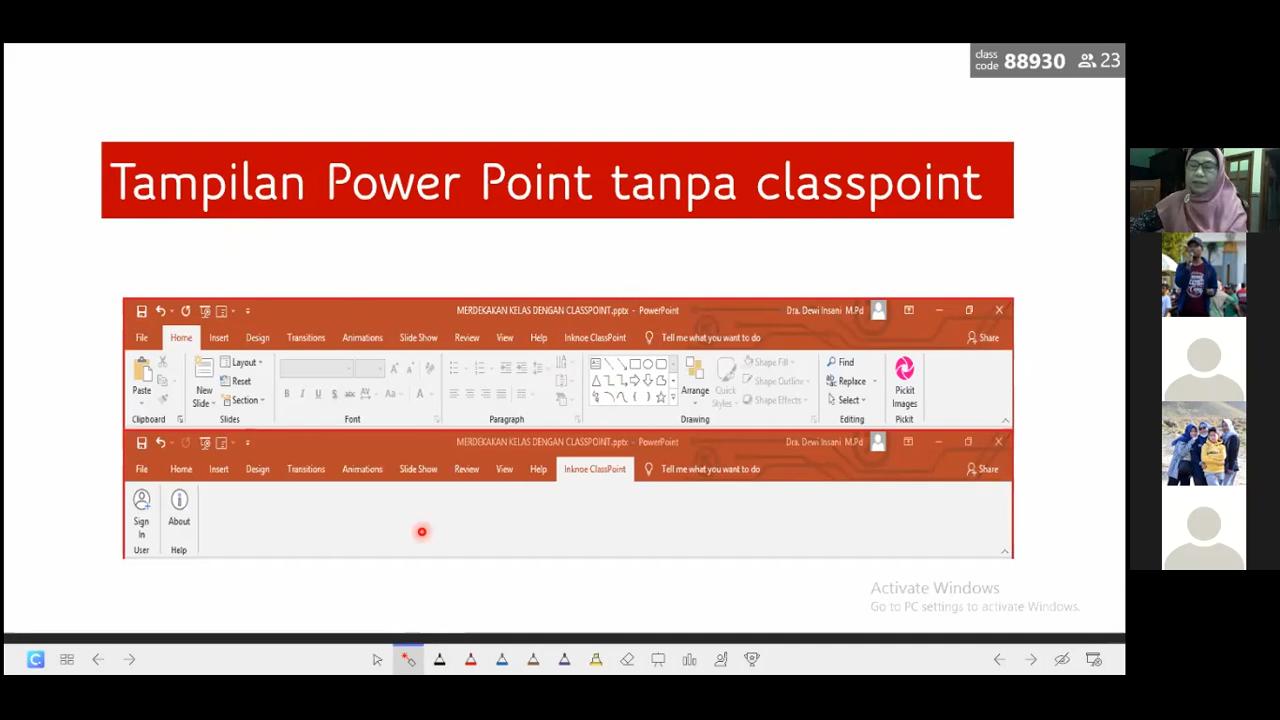 class code 88930 23
Tampilan Power Point tanpa classpoint
MERDEKAKAN KELAS DENGAN CLASSPOINT.pptx - PowerPoint Dra. Dewi Insani M.Pd
File Home Insert Design Transitions Animations Slide Show Review View Help Inknoe ClassPoint Tell me what you want to do Share
Paste New Slide Layout Reset Section Arrange Quick Styles Shape Fill Shape Outline Shape Effects Find Replace Select Pickit Images
B I U S abc AV Aa A
Clipboard Slides Font Paragraph Drawing Editing Pickit
MERDEKAKAN KELAS DENGAN CLASSPOINT.pptx - PowerPoint Dra. Dewi Insani M.Pd
File Home Insert Design Transitions Animations Slide Show Review View Help Inknoe ClassPoint Tell me what you want to do Share
Sign In About
User Help
Activate Windows
Go to PC settings to activate Windows.